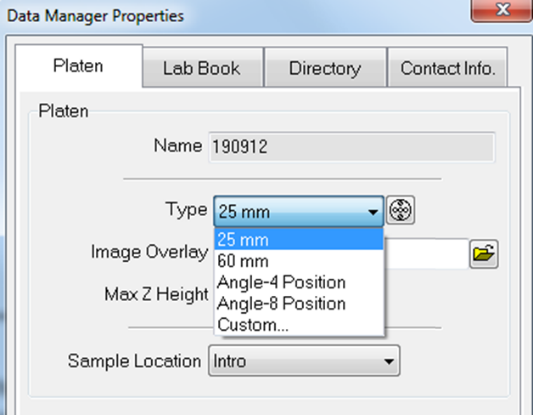 Data Manager Properties
Platen Lab Book Directory Contact Info.
Platen
Name 190912
Type 25 mm
25 mm
Image Overlay
60 mm
Angle-4 Position
Max Z Height
Angle-8 Position
Custom...
Sample Location Intro